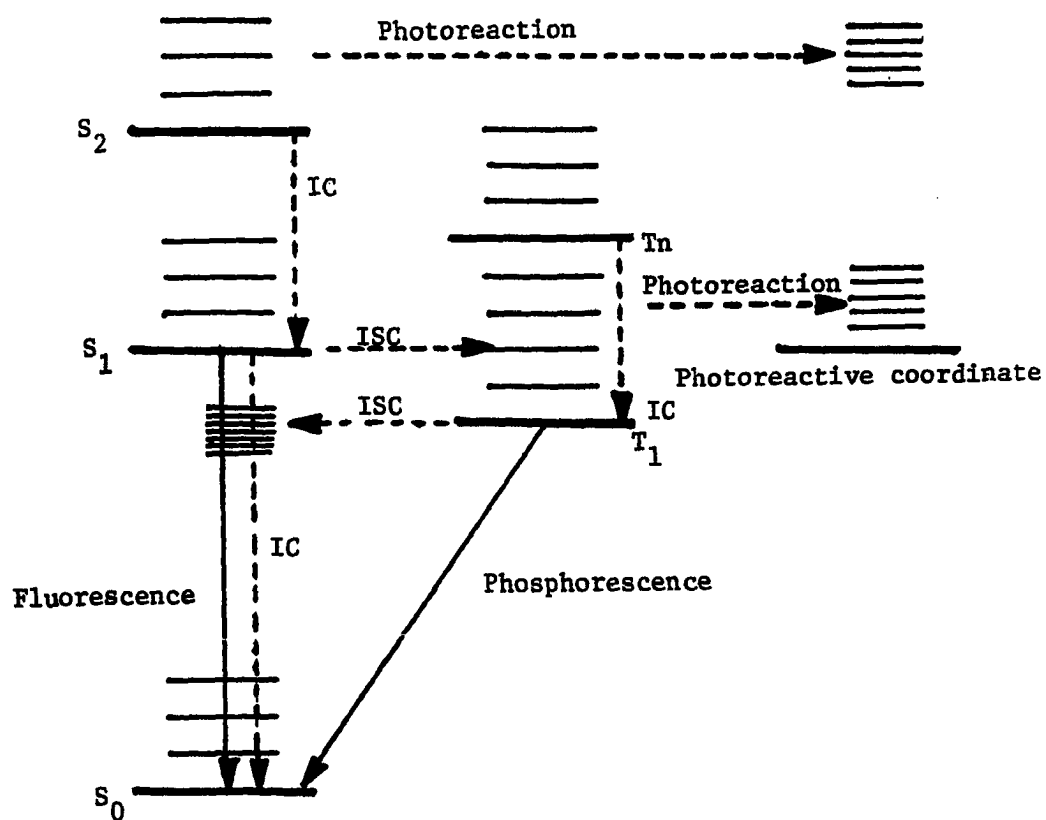 Photoreaction
S2
IC
Tn
Photoreaction
S1
ISC
Photoreactive coordinate
ISC
IC
T1
IC
Fluorescence
Phosphorescence
S0